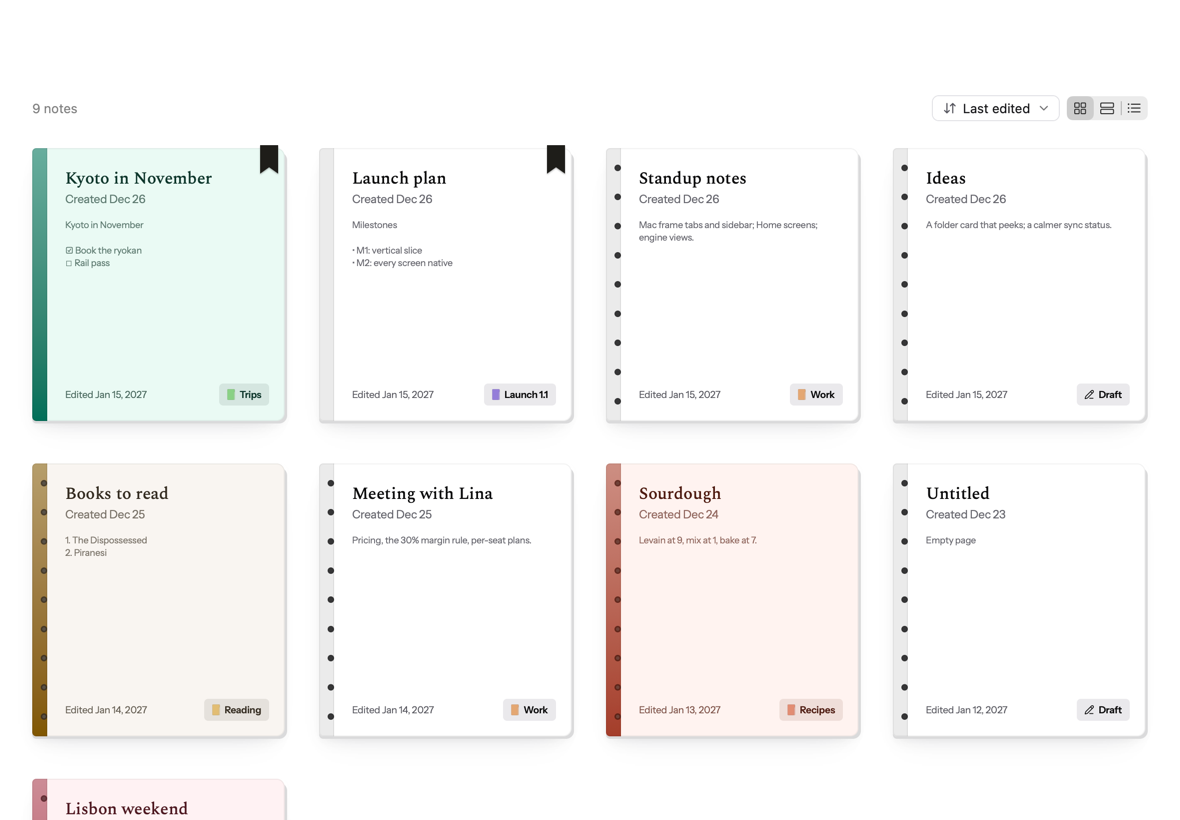 9 notes
Last edited
Kyoto in November
Created Dec 26
Kyoto in November
☑ Book the ryokan
☐ Rail pass
Edited Jan 15, 2027
Trips
Launch plan
Created Dec 26
Milestones
• M1: vertical slice
• M2: every screen native
Edited Jan 15, 2027
Launch 1.1
Standup notes
Created Dec 26
Mac frame tabs and sidebar; Home screens;
engine views.
Edited Jan 15, 2027
Work
Ideas
Created Dec 26
A folder card that peeks; a calmer sync status.
Edited Jan 15, 2027
Draft
Books to read
Created Dec 25
1. The Dispossessed
2. Piranesi
Edited Jan 14, 2027
Reading
Meeting with Lina
Created Dec 25
Pricing, the 30% margin rule, per-seat plans.
Edited Jan 14, 2027
Work
Sourdough
Created Dec 24
Levain at 9, mix at 1, bake at 7.
Edited Jan 13, 2027
Recipes
Untitled
Created Dec 23
Empty page
Edited Jan 12, 2027
Draft
Lisbon weekend